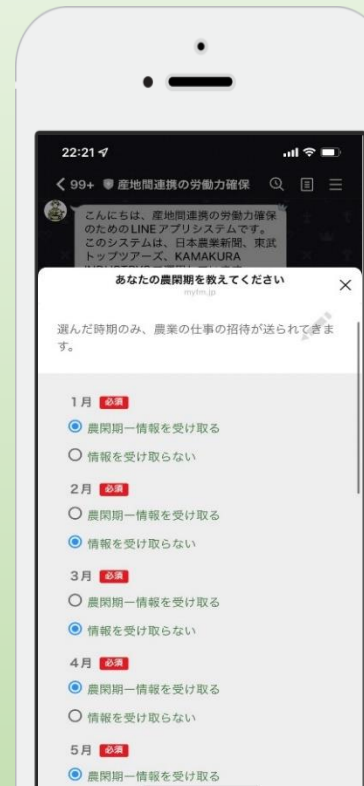 22:21
99+ 産地間連携の労働力確保
こんにちは、産地間連携の労働力確保
のためのLINEアプリシステムです。
このシステムは、日本農業新聞、東武
トップツアーズ、KAMAKURA
あなたの農閑期を教えてください
myfm.jp
選んだ時期のみ、農業の仕事の招待が送られてきま
す。
1月 必須
農閑期ー情報を受け取る
情報を受け取らない
2月 必須
農閑期ー情報を受け取る
情報を受け取らない
3月 必須
農閑期ー情報を受け取る
情報を受け取らない
4月 必須
農閑期ー情報を受け取る
情報を受け取らない
5月 必須
農閑期ー情報を受け取る